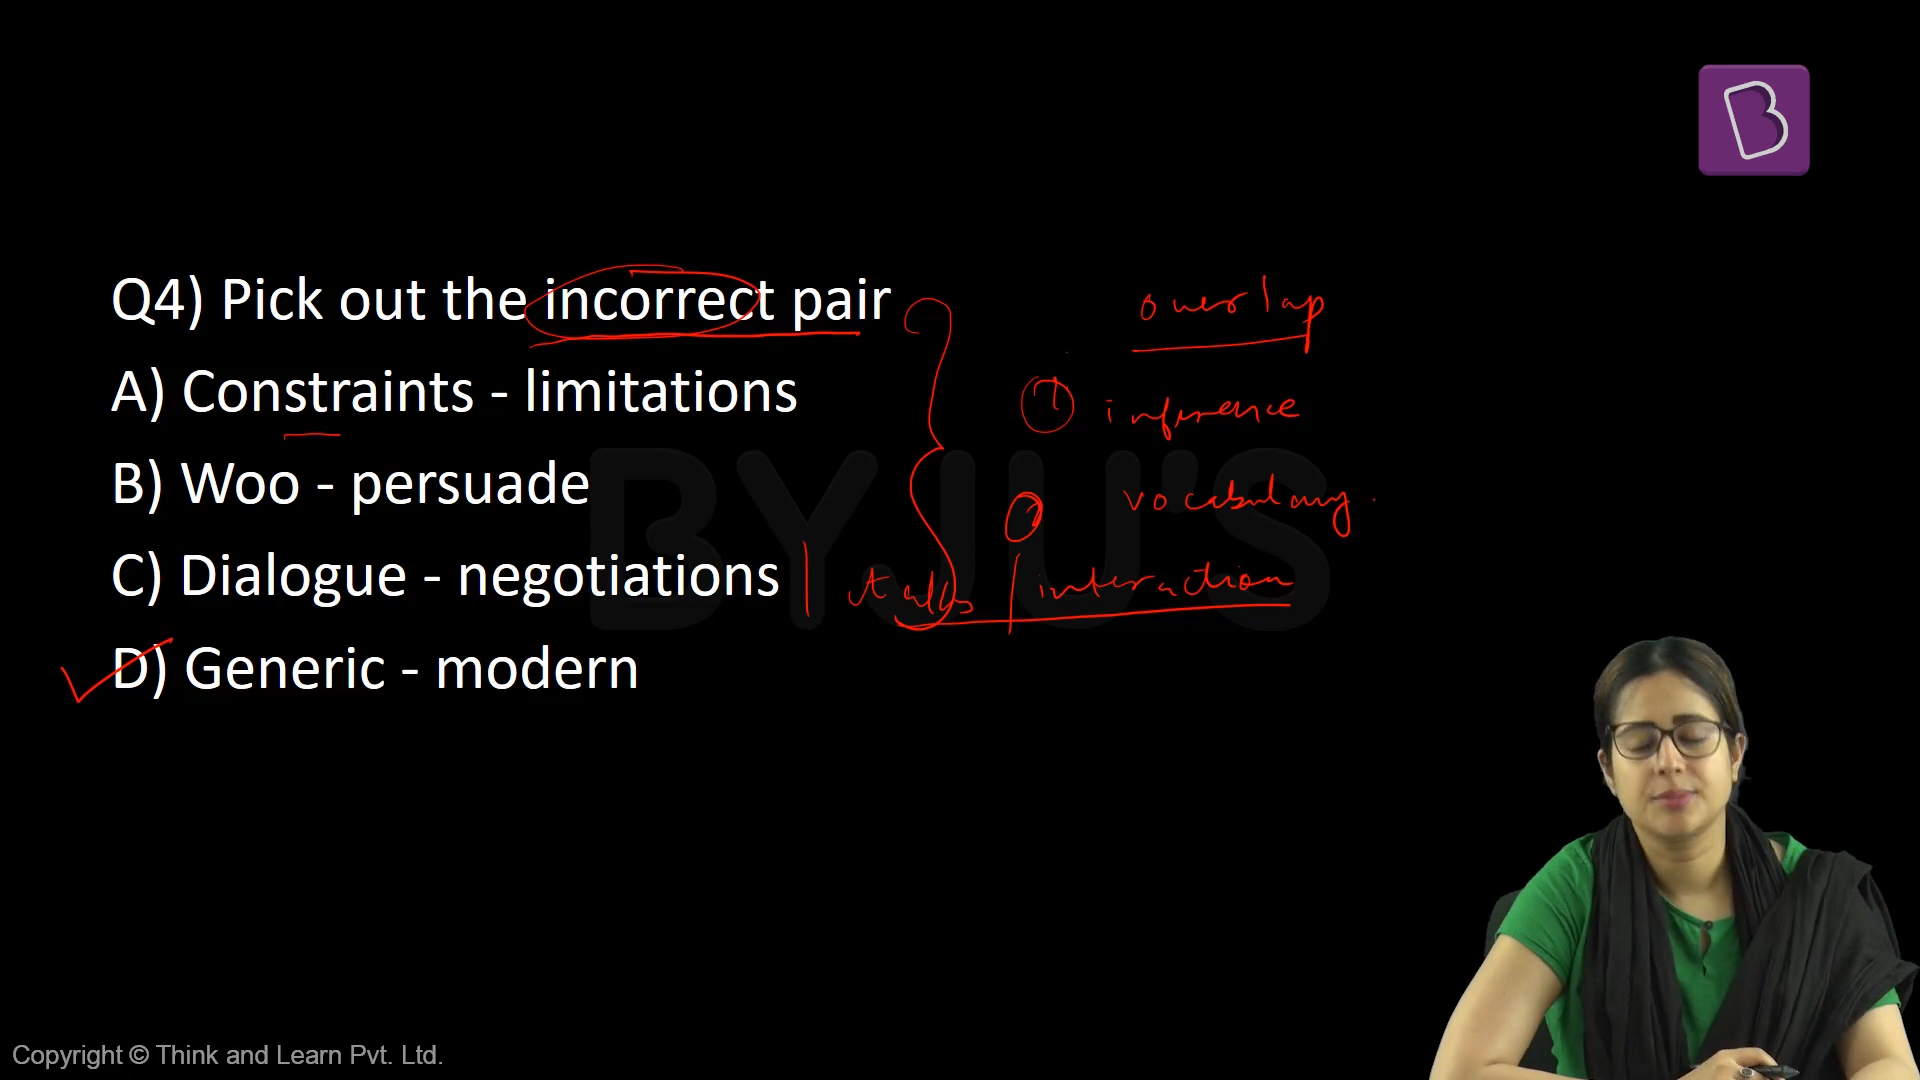 Q4) Pick out the incorrect pair
A) Constraints - limitations
B) Woo - persuade
C) Dialogue - negotiations
D) Generic - modern
overlap
1 inference
2 vocabulary.
talks | interaction
BYJU'S
B
Copyright © Think and Learn Pvt. Ltd.